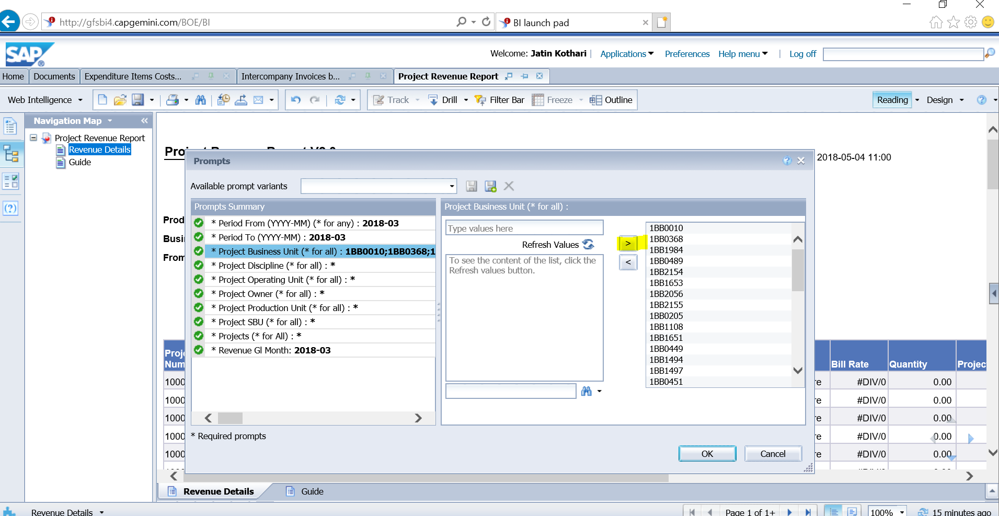 http://gfsbi4.capgemini.com/BOE/BI
BI launch pad
SAP
Welcome: Jatin Kothari
Applications
Preferences
Help menu
Log off
Home
Documents
Expenditure Items Costs...
Intercompany Invoices b...
Project Revenue Report
Web Intelligence
Track
Drill
Filter Bar
Freeze
Outline
Reading
Design
Navigation Map
Project Revenue Report
Revenue Details
Guide
2018-05-04 11:00
Prompts
Available prompt variants
Prompts Summary
* Period From (YYYY-MM) (* for any) : 2018-03
* Period To (YYYY-MM) : 2018-03
* Project Business Unit (* for all) : 1BB0010;1BB0368;1
* Project Discipline (* for all) : *
* Project Operating Unit (* for all) : *
* Project Owner (* for all) : *
* Project Production Unit (* for all) : *
* Project SBU (* for all) : *
* Projects (* for All) : *
* Revenue Gl Month: 2018-03
Project Business Unit (* for all) :
Type values here
Refresh Values
To see the content of the list, click the
Refresh values button.
>
<
1BB0010
1BB0368
1BB1984
1BB0489
1BB2154
1BB1653
1BB2056
1BB2155
1BB0205
1BB1108
1BB1651
1BB0449
1BB1494
1BB1497
1BB0451
* Required prompts
OK
Cancel
Prod
Busi
From
Proje
Num
Bill Rate
Quantity
Projec
1000
re
#DIV/0
0.00
1000
re
#DIV/0
0.00
1000
re
#DIV/0
0.00
1000
re
#DIV/0
0.00
1000
re
#DIV/0
0.00
Revenue Details
Guide
Revenue Details
Page 1 of 1+
100%
15 minutes ago